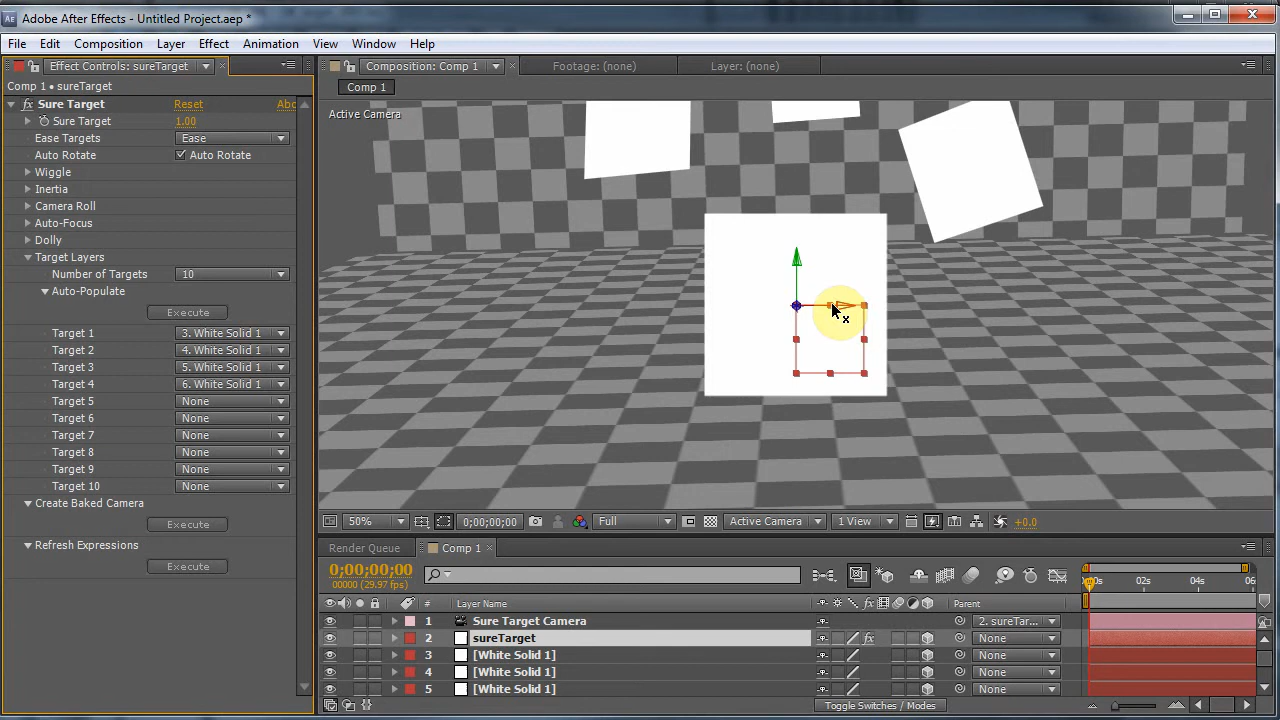 Adobe After Effects - Untitled Project.aep *
File Edit Composition Layer Effect Animation View Window Help
Effect Controls: sureTarget
Comp 1 • sureTarget
fx Sure Target Reset Abo
Sure Target 1.00
Ease Targets Ease
Auto Rotate Auto Rotate
Wiggle
Inertia
Camera Roll
Auto-Focus
Dolly
Target Layers
Number of Targets 10
Auto-Populate
Execute
Target 1 3. White Solid 1
Target 2 4. White Solid 1
Target 3 5. White Solid 1
Target 4 6. White Solid 1
Target 5 None
Target 6 None
Target 7 None
Target 8 None
Target 9 None
Target 10 None
Create Baked Camera
Execute
Refresh Expressions
Execute
Composition: Comp 1 Footage: (none) Layer: (none)
Comp 1
Active Camera
x
50% 0;00;00;00 Full Active Camera 1 View +0.0
Render Queue Comp 1
0;00;00;00
00000 (29.97 fps)
0s 02s 04s 06
# Layer Name fx Parent
1 Sure Target Camera 2. sureTar...
2 sureTarget fx None
3 [White Solid 1] None
4 [White Solid 1] None
5 [White Solid 1] None
Toggle Switches / Modes